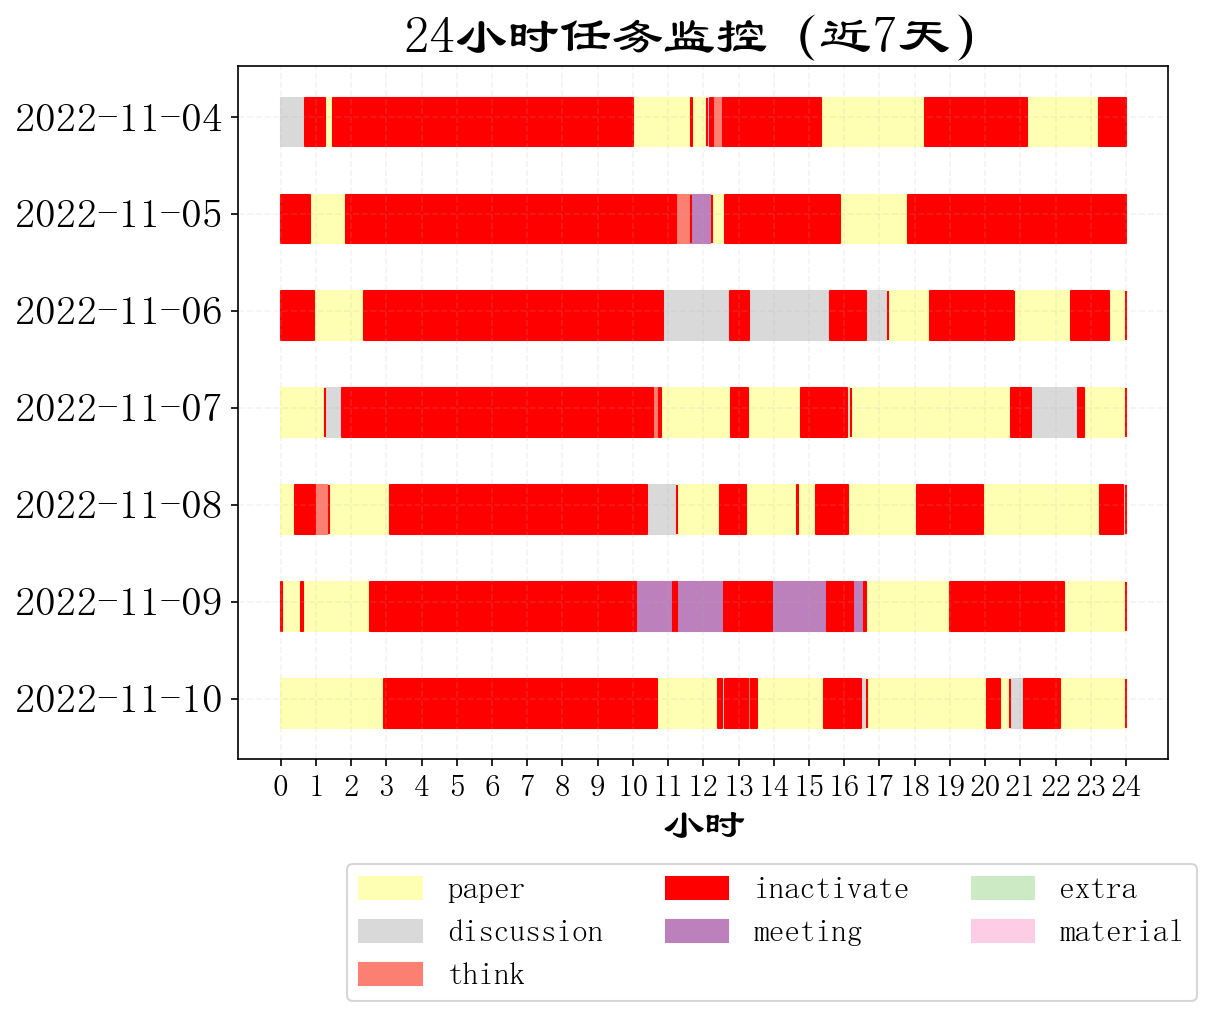 24小时任务监控 (近7天)
2022-11-04
2022-11-05
2022-11-06
2022-11-07
2022-11-08
2022-11-09
2022-11-10
0 1 2 3 4 5 6 7 8 9 10 11 12 13 14 15 16 17 18 19 20 21 22 23 24
小时
paper inactivate extra
discussion meeting material
think